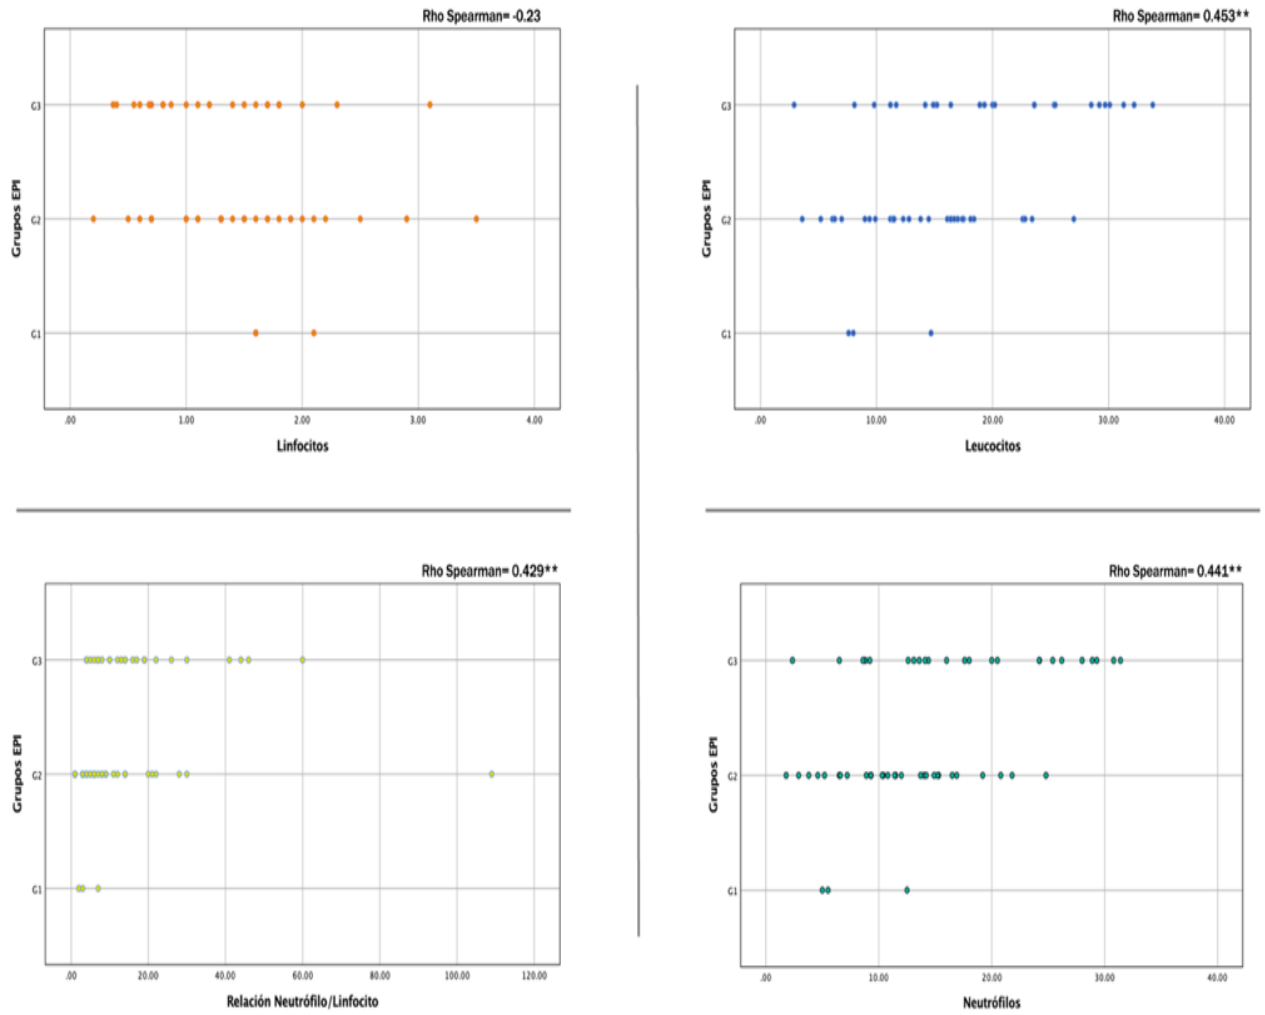 Rho Spearman= -0.23
G3
G2
G1
Grupos EPI
.00 1.00 2.00 3.00 4.00
Linfocitos
Rho Spearman= 0.453**
G3
G2
G1
Grupos EPI
.00 10.00 20.00 30.00 40.00
Leucocitos
Rho Spearman= 0.429**
G3
G2
G1
Grupos EPI
.00 20.00 40.00 60.00 80.00 100.00 120.00
Relación Neutrófilo/Linfocito
Rho Spearman= 0.441**
G3
G2
G1
Grupos EPI
.00 10.00 20.00 30.00 40.00
Neutrófilos